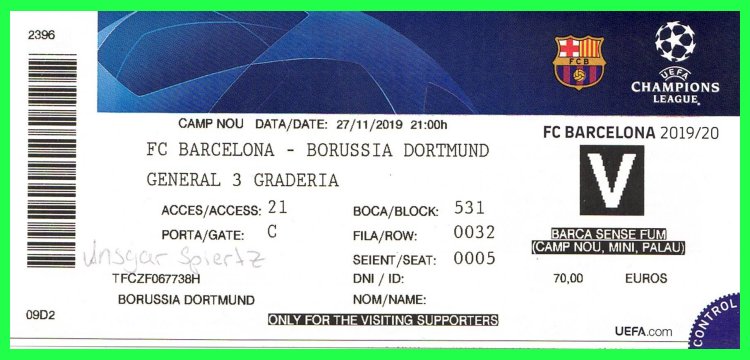 2396
FCB
UEFA
CHAMPIONS
LEAGUE
CAMP NOU DATA/DATE: 27/11/2019 21:00h
FC BARCELONA 2019/20
FC BARCELONA - BORUSSIA DORTMUND
GENERAL 3 GRADERIA
V
ACCES/ACCESS: 21 BOCA/BLOCK: 531
PORTA/GATE: C FILA/ROW: 0032
BARCA SENSE FUM
(CAMP NOU, MINI, PALAU)
Ansgar Spiertz
SEIENT/SEAT: 0005
TFCZF067738H DNI / ID: 70,00 EUROS
BORUSSIA DORTMUND NOM/NAME:
09D2
ONLY FOR THE VISITING SUPPORTERS
UEFA.com
CONTROL